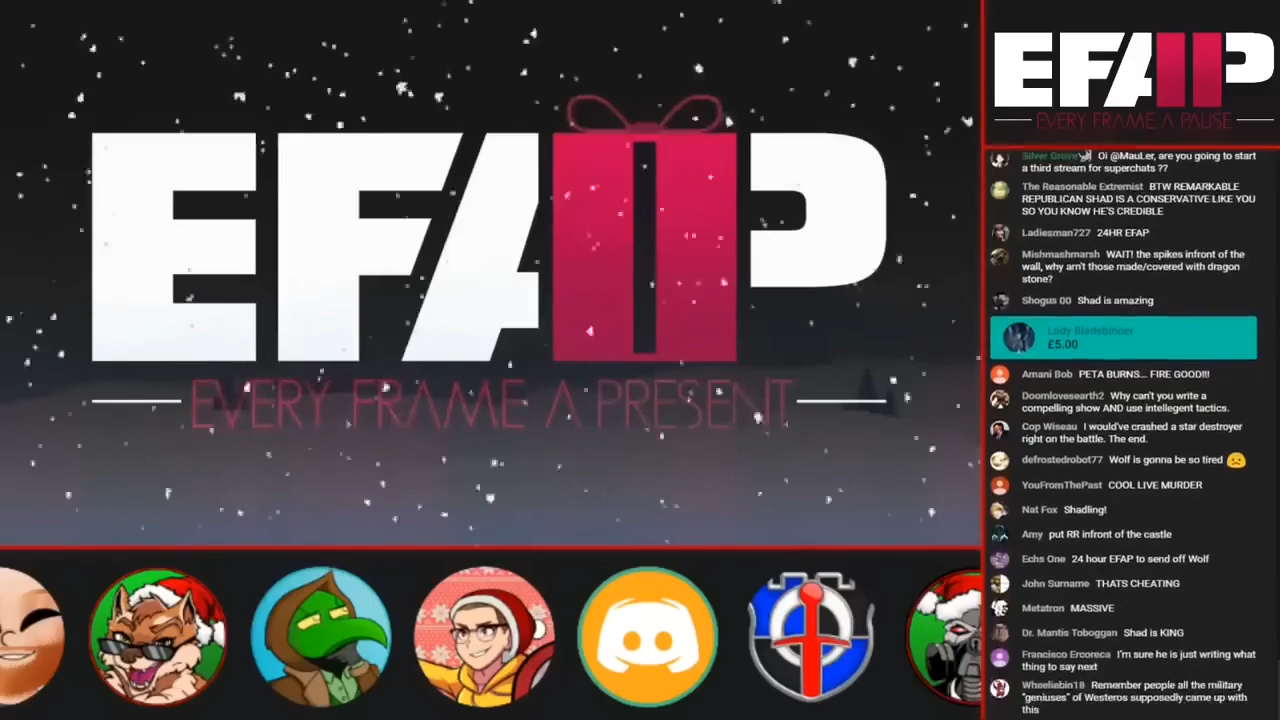 EFAP
EVERY FRAME A PRESENT
EFAP
EVERY FRAME A PAUSE
Silver Grove Oi @MauLer, are you going to start
a third stream for superchats ??
The Reasonable Extremist BTW REMARKABLE
REPUBLICAN SHAD IS A CONSERVATIVE LIKE YOU
SO YOU KNOW HE'S CREDIBLE
Ladiesman727 24HR EFAP
Mishmashmarsh WAIT! the spikes infront of the
wall, why arn't those made/covered with dragon
stone?
Shogus 00 Shad is amazing
Lady Bladebinder
£5.00
Amani Bob PETA BURNS... FIRE GOOD!!!
Doomlovesearth2 Why can't you write a
compelling show AND use intellegent tactics.
Cop Wiseau I would've crashed a star destroyer
right on the battle. The end.
defrostedrobot77 Wolf is gonna be so tired
YouFromThePast COOL LIVE MURDER
Nat Fox Shadling!
Amy put RR infront of the castle
Echs One 24 hour EFAP to send off Wolf
John Surname THATS CHEATING
Metatron MASSIVE
Dr. Mantis Toboggan Shad is KING
Francisco Ercoreca I'm sure he is just writing what
thing to say next
Wheeliebin18 Remember people all the military
"geniuses" of Westeros supposedly came up with
this